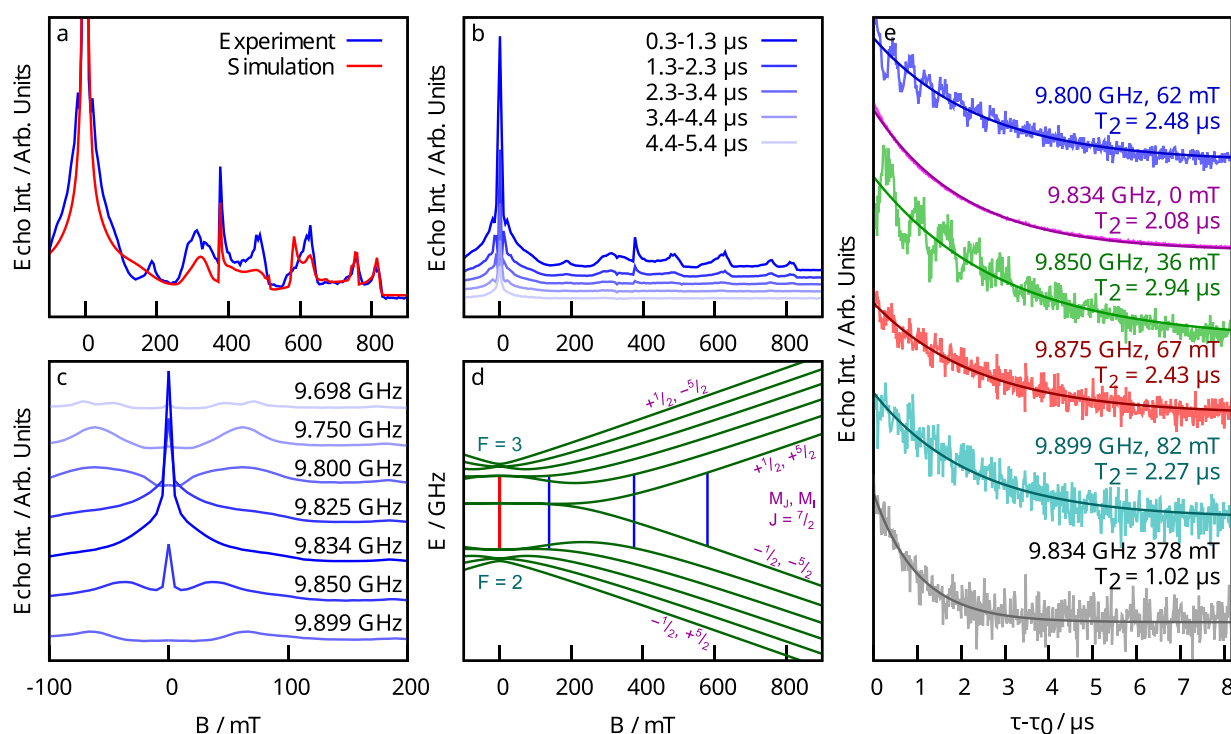 a
Experiment
Simulation
Echo Int. / Arb. Units
0 200 400 600 800
b
0.3-1.3 µs
1.3-2.3 µs
2.3-3.4 µs
3.4-4.4 µs
4.4-5.4 µs
Echo Int. / Arb. Units
0 200 400 600 800
c
9.698 GHz
9.750 GHz
9.800 GHz
9.825 GHz
9.834 GHz
9.850 GHz
9.899 GHz
Echo Int. / Arb. Units
-100 0 100 200
B / mT
d
+1/2, −5/2
F = 3
+1/2, +5/2
MJ, MI
J = 7/2
−1/2, −5/2
F = 2
−1/2, +5/2
E / GHz
0 200 400 600 800
B / mT
e
9.800 GHz, 62 mT
T2 = 2.48 µs
9.834 GHz, 0 mT
T2 = 2.08 µs
9.850 GHz, 36 mT
T2 = 2.94 µs
9.875 GHz, 67 mT
T2 = 2.43 µs
9.899 GHz, 82 mT
T2 = 2.27 µs
9.834 GHz 378 mT
T2 = 1.02 µs
Echo Int. / Arb. Units
0 1 2 3 4 5 6 7 8
τ-τ0 / µs